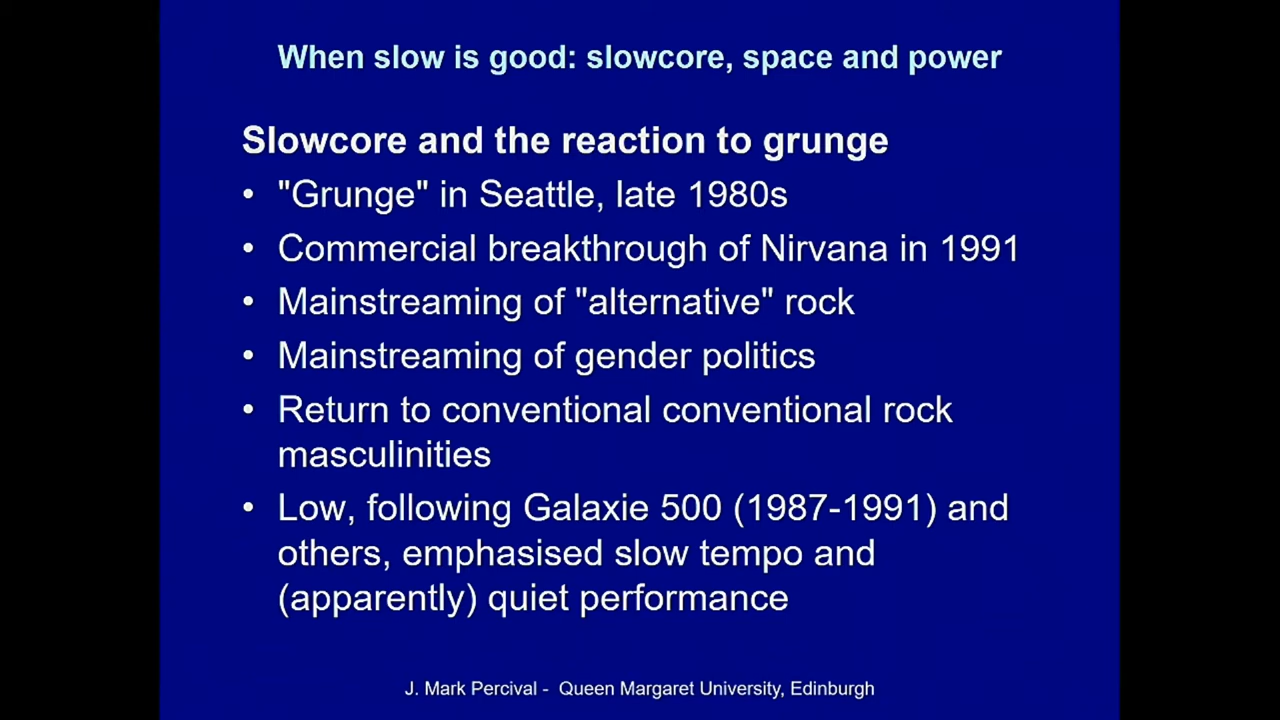 When slow is good: slowcore, space and power
Slowcore and the reaction to grunge
• "Grunge" in Seattle, late 1980s
• Commercial breakthrough of Nirvana in 1991
• Mainstreaming of "alternative" rock
• Mainstreaming of gender politics
• Return to conventional conventional rock
masculinities
• Low, following Galaxie 500 (1987-1991) and
others, emphasised slow tempo and
(apparently) quiet performance
J. Mark Percival - Queen Margaret University, Edinburgh